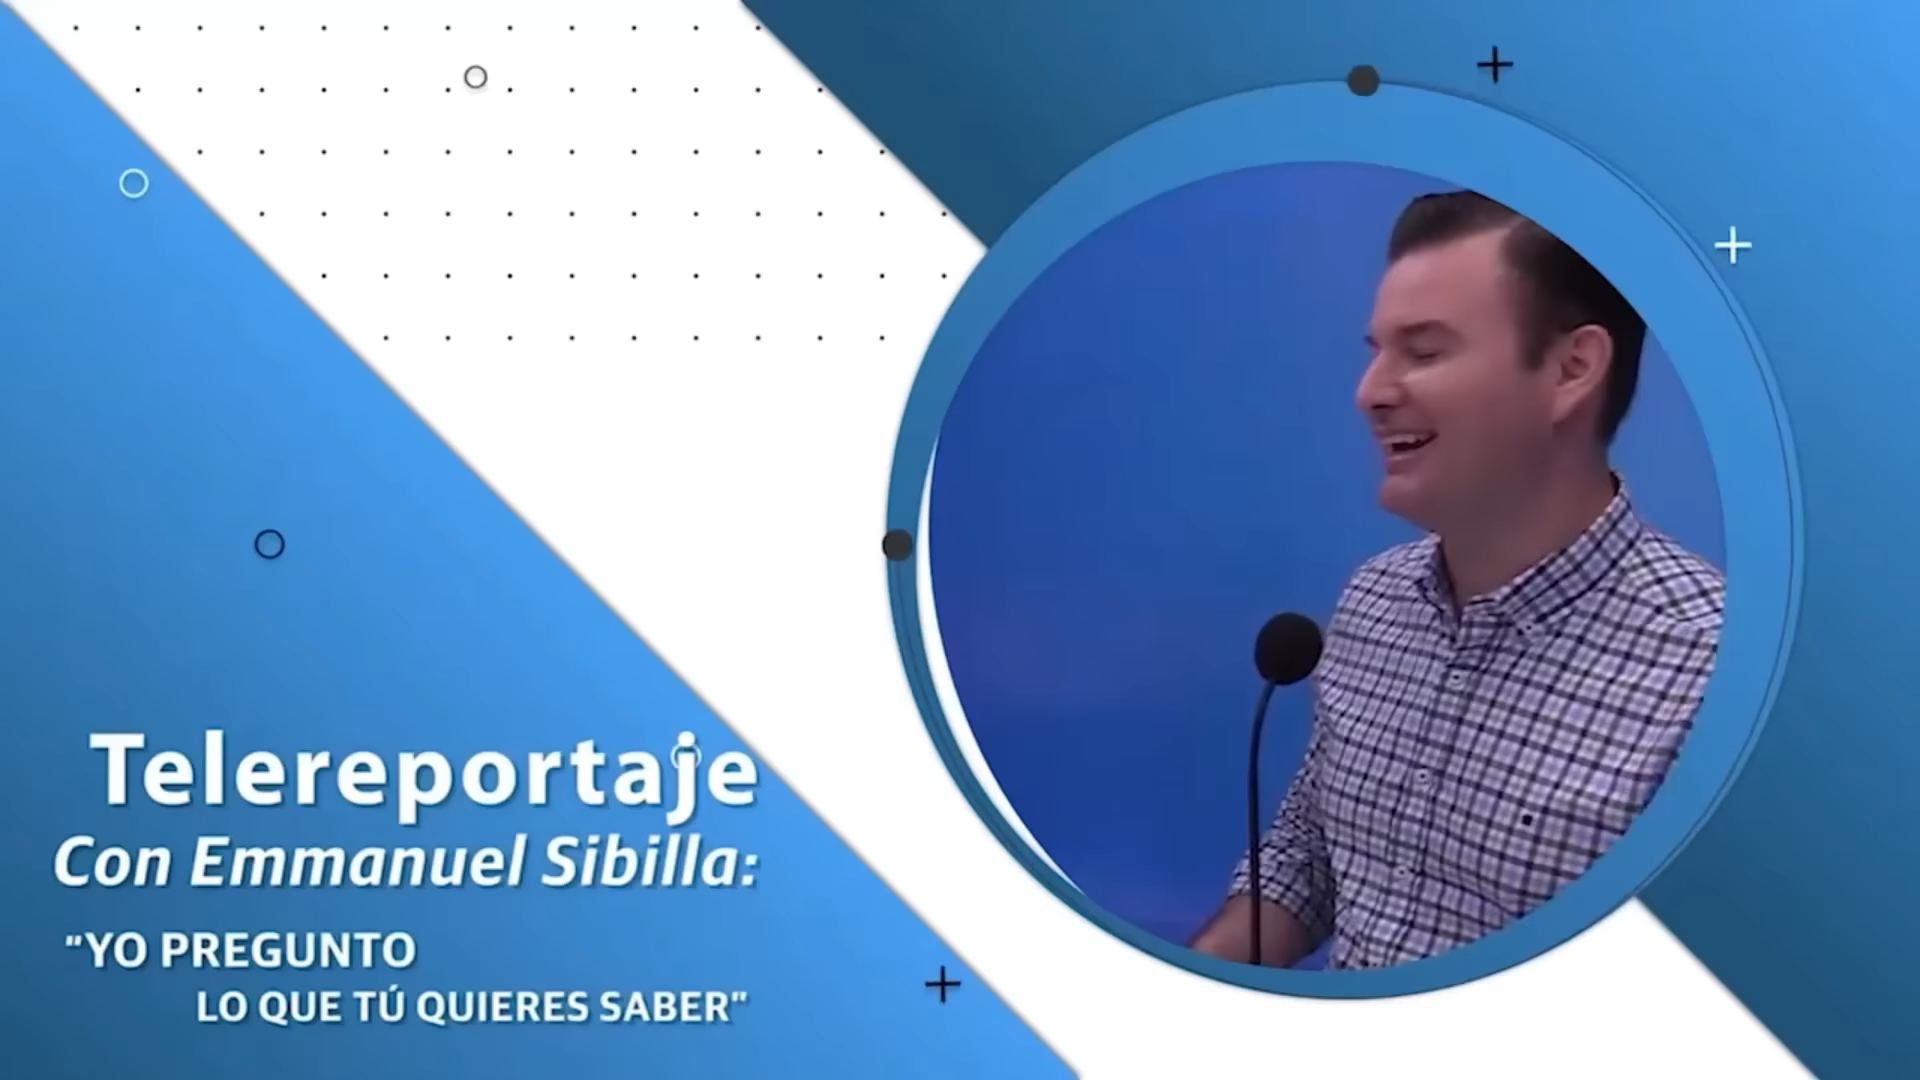 Telereportaje
Con Emmanuel Sibilla:
"YO PREGUNTO
LO QUE TÚ QUIERES SABER"